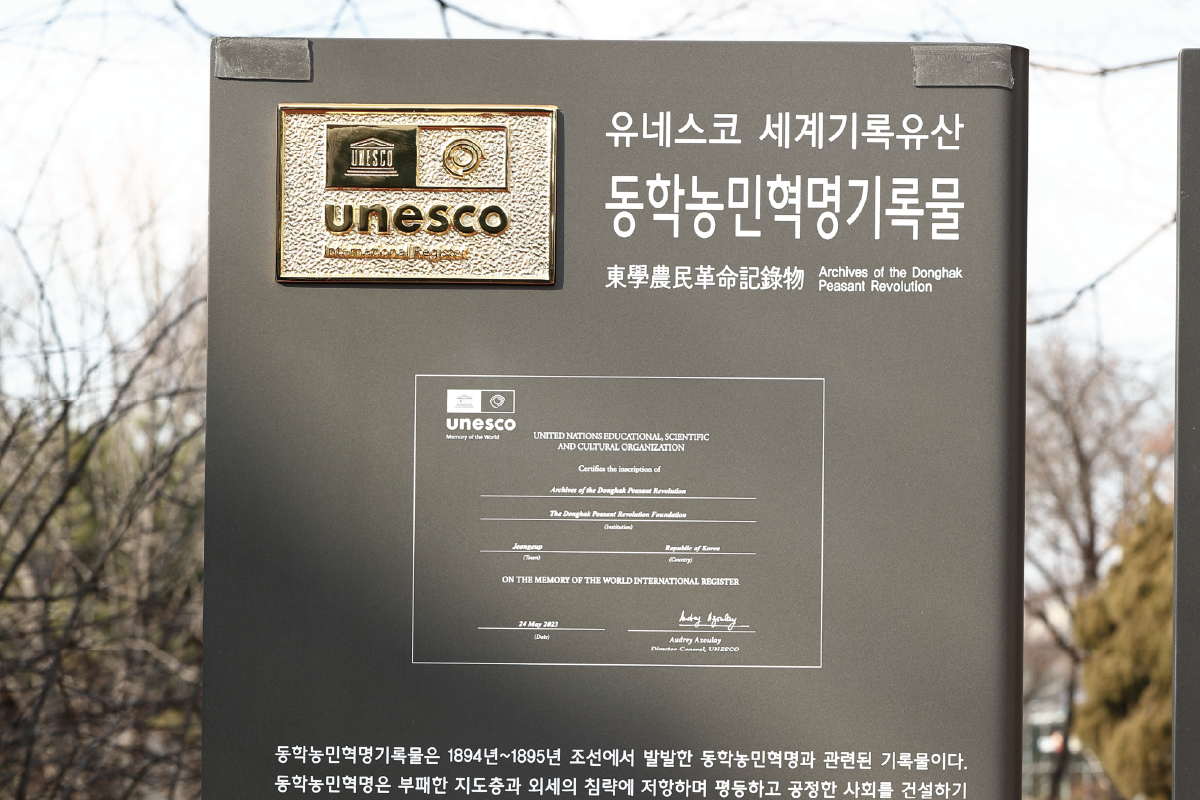 UNESCO
unesco
International Register
유네스코 세계기록유산
동학농민혁명기록물
東學農民革命記錄物
Archives of the Donghak
Peasant Revolution
unesco
Memory of the World
UNITED NATIONS EDUCATIONAL, SCIENTIFIC
AND CULTURAL ORGANIZATION
Certifies the inscription of
Archives of the Donghak Peasant Revolution
The Donghak Peasant Revolution Foundation
(Institution)
Jeongeup Republic of Korea
(Town) (Country)
ON THE MEMORY OF THE WORLD INTERNATIONAL REGISTER
Audrey Azoulay
24 May 2023
(Date)
Audrey Azoulay
Director-General, UNESCO
동학농민혁명기록물은 1894년~1895년 조선에서 발발한 동학농민혁명과 관련된 기록물이다.
동학농민혁명은 부패한 지도층과 외세의 침략에 저항하며 평등하고 공정한 사회를 건설하기